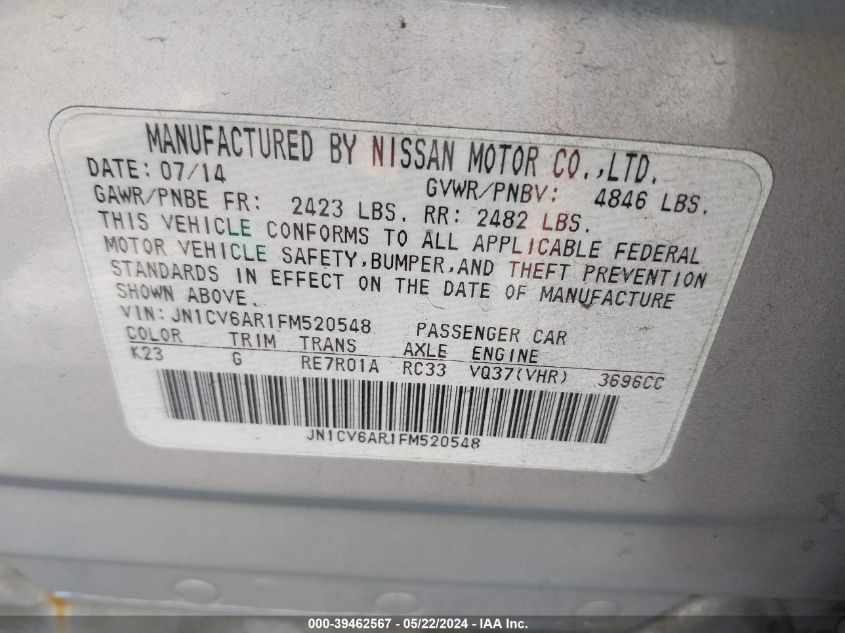 MANUFACTURED BY NISSAN MOTOR CO.,LTD.
DATE: 07/14 GVWR/PNBV: 4846 LBS.
GAWR/PNBE FR: 2423 LBS. RR: 2482 LBS.
THIS VEHICLE CONFORMS TO ALL APPLICABLE FEDERAL
MOTOR VEHICLE SAFETY,BUMPER,AND THEFT PREVENTION
STANDARDS IN EFFECT ON THE DATE OF MANUFACTURE
SHOWN ABOVE.
VIN: JN1CV6AR1FM520548 PASSENGER CAR
COLOR TRIM TRANS AXLE ENGINE
K23 G RE7R01A RC33 VQ37(VHR) 3696CC
JN1CV6AR1FM520548
000-39462567 - 05/22/2024 - IAA Inc.